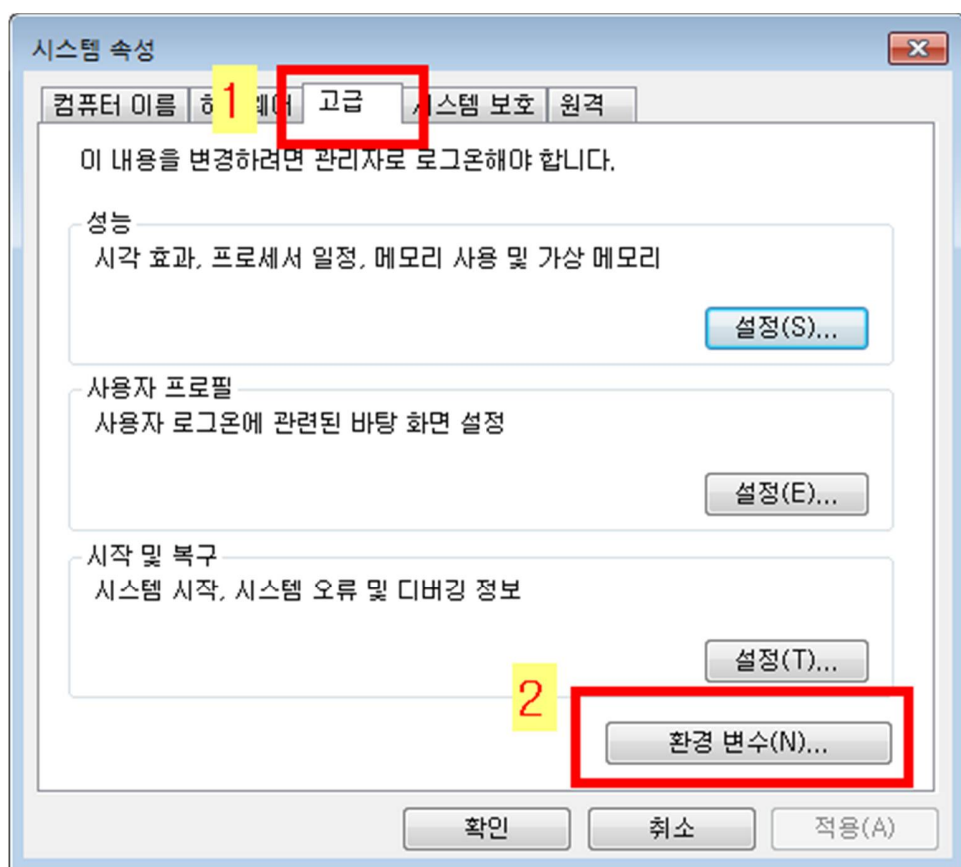 시스템 속성
컴퓨터 이름
1
고급
시스템 보호
원격
이 내용을 변경하려면 관리자로 로그온해야 합니다.
성능
시각 효과, 프로세서 일정, 메모리 사용 및 가상 메모리
설정(S)...
사용자 프로필
사용자 로그온에 관련된 바탕 화면 설정
설정(E)...
시작 및 복구
시스템 시작, 시스템 오류 및 디버깅 정보
설정(T)...
2
환경 변수(N)...
확인
취소
적용(A)